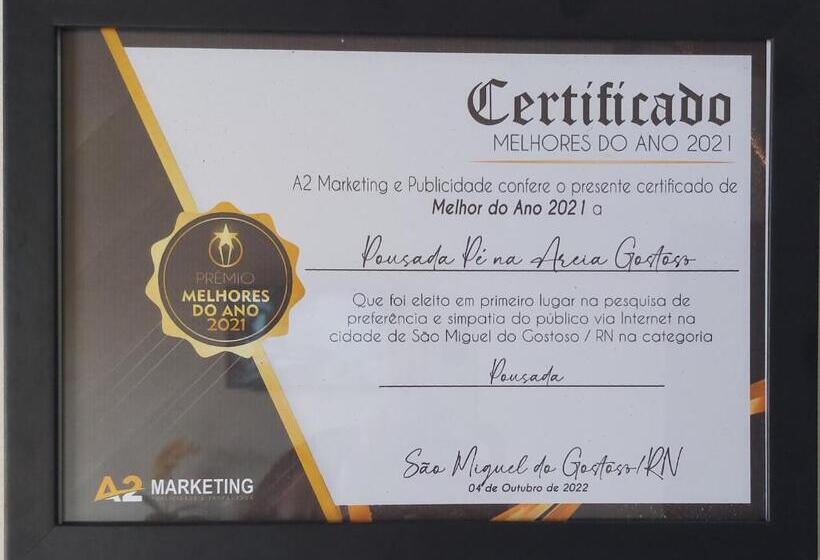 Certificado
MELHORES DO ANO 2021
A2 Marketing e Publicidade confere o presente certificado de
Melhor do Ano 2021 a
Pousada Pé na Areia Gostoso
PRÊMIO
MELHORES
DO ANO
2021
Que foi eleito em primeiro lugar na pesquisa de
preferência e simpatia do público via Internet na
cidade de São Miguel do Gostoso / RN na categoria
Pousada
São Miguel do Gostoso/RN
04 de Outubro de 2022
A2 MARKETING